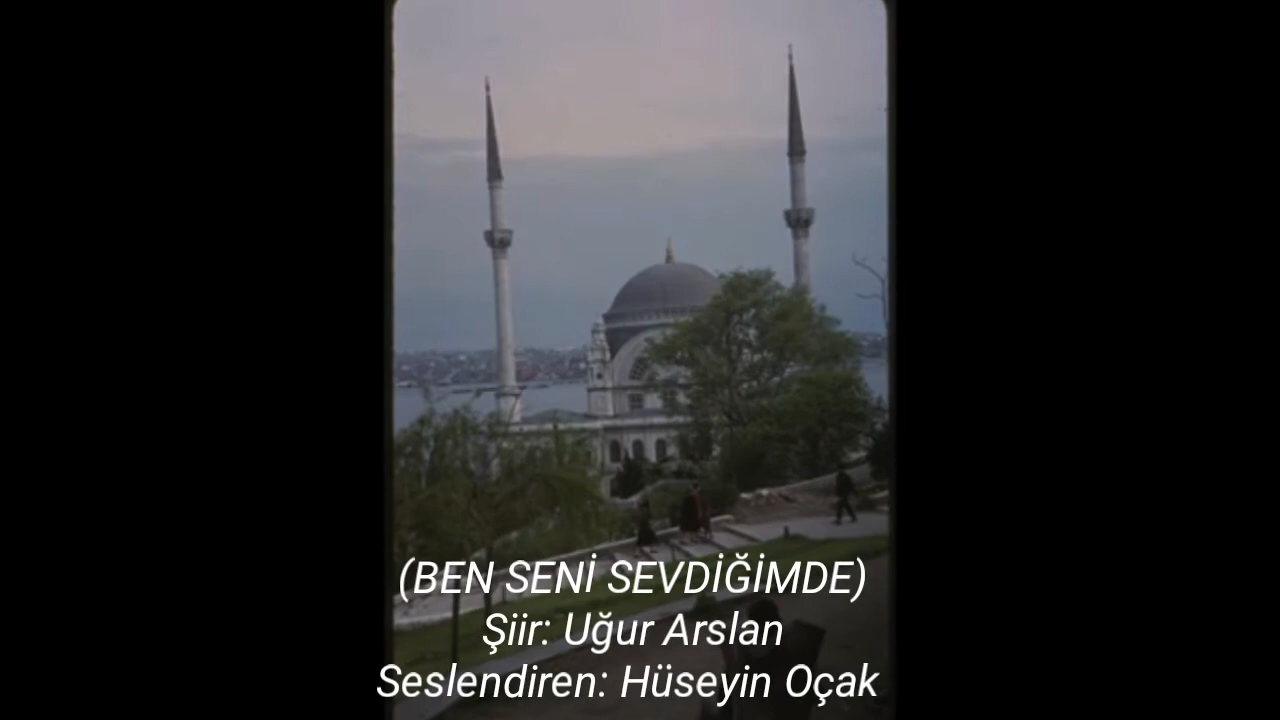 (BEN SENİ SEVDİĞİMDE)
Şiir: Uğur Arslan
Seslendiren: Hüseyin Oçak